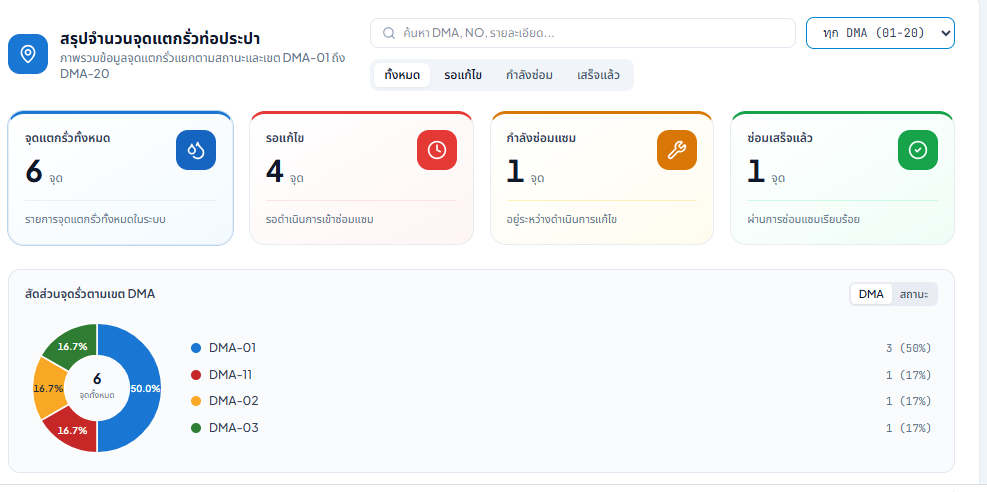 สรุปจำนวนจุดแตกรั่วท่อประปา
ภาพรวมข้อมูลจุดแตกรั่วแยกตามสถานะและเขต DMA-01 ถึง
DMA-20
ค้นหา DMA, NO, รายละเอียด...
ทุก DMA (01-20)
ทั้งหมด รอแก้ไข กำลังซ่อม เสร็จแล้ว
จุดแตกรั่วทั้งหมด
6 จุด
รายการจุดแตกรั่วทั้งหมดในระบบ
รอแก้ไข
4 จุด
รอดำเนินการเข้าซ่อมแซม
กำลังซ่อมแซม
1 จุด
อยู่ระหว่างดำเนินการแก้ไข
ซ่อมเสร็จแล้ว
1 จุด
ผ่านการซ่อมแซมเรียบร้อย
สัดส่วนจุดรั่วตามเขต DMA
DMA สถานะ
16.7%
16.7%
16.7%
50.0%
6
จุดทั้งหมด
DMA-01 3 (50%)
DMA-11 1 (17%)
DMA-02 1 (17%)
DMA-03 1 (17%)